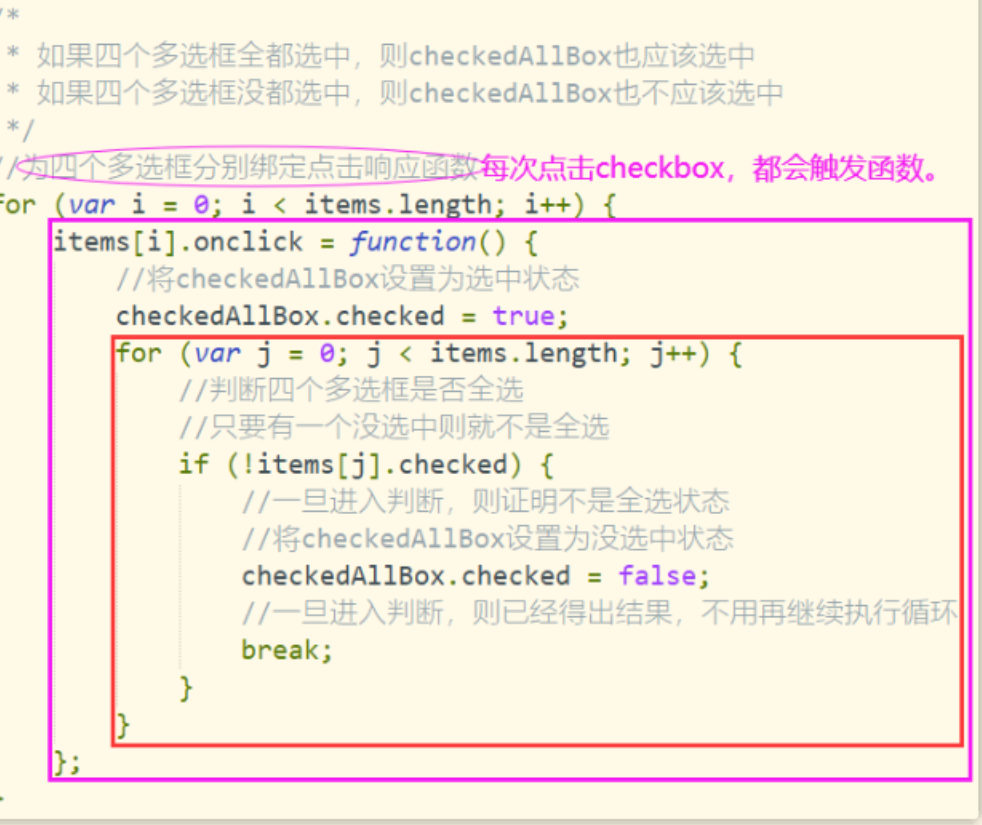 /*
* 如果四个多选框全都选中，则checkedAllBox也应该选中
* 如果四个多选框没都选中，则checkedAllBox也不应该选中
*/
//为四个多选框分别绑定点击响应函数每次点击checkbox，都会触发函数。
for (var i = 0; i < items.length; i++) {
items[i].onclick = function() {
//将checkedAllBox设置为选中状态
checkedAllBox.checked = true;
for (var j = 0; j < items.length; j++) {
//判断四个多选框是否全选
//只要有一个没选中则就不是全选
if (!items[j].checked) {
//一旦进入判断，则证明不是全选状态
//将checkedAllBox设置为没选中状态
checkedAllBox.checked = false;
//一旦进入判断，则已经得出结果，不用再继续执行循环
break;
}
}
};